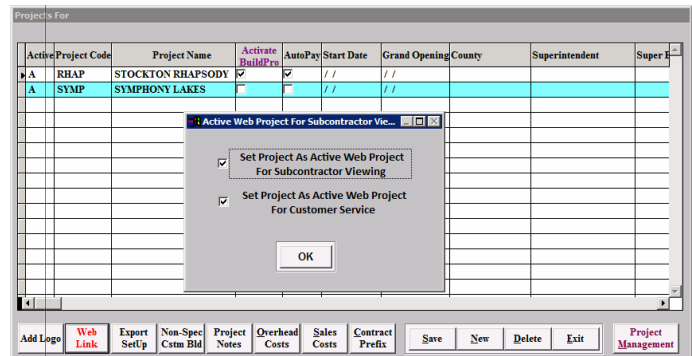 Projects For
Active Project Code Project Name Activate BuildPro AutoPay Start Date Grand Opening County Superintendent Super
A RHAP STOCKTON RHAPSODY / / / /
A SYMP SYMPHONY LAKES / / / /
Active Web Project For Subcontractor Vie...
Set Project As Active Web Project
For Subcontractor Viewing
Set Project As Active Web Project
For Customer Service
OK
Add Logo
Web
Link
Export
SetUp
Non-Spec
Cstm Bld
Project
Notes
Overhead
Costs
Sales
Costs
Contract
Prefix
Save
New
Delete
Exit
Project
Management